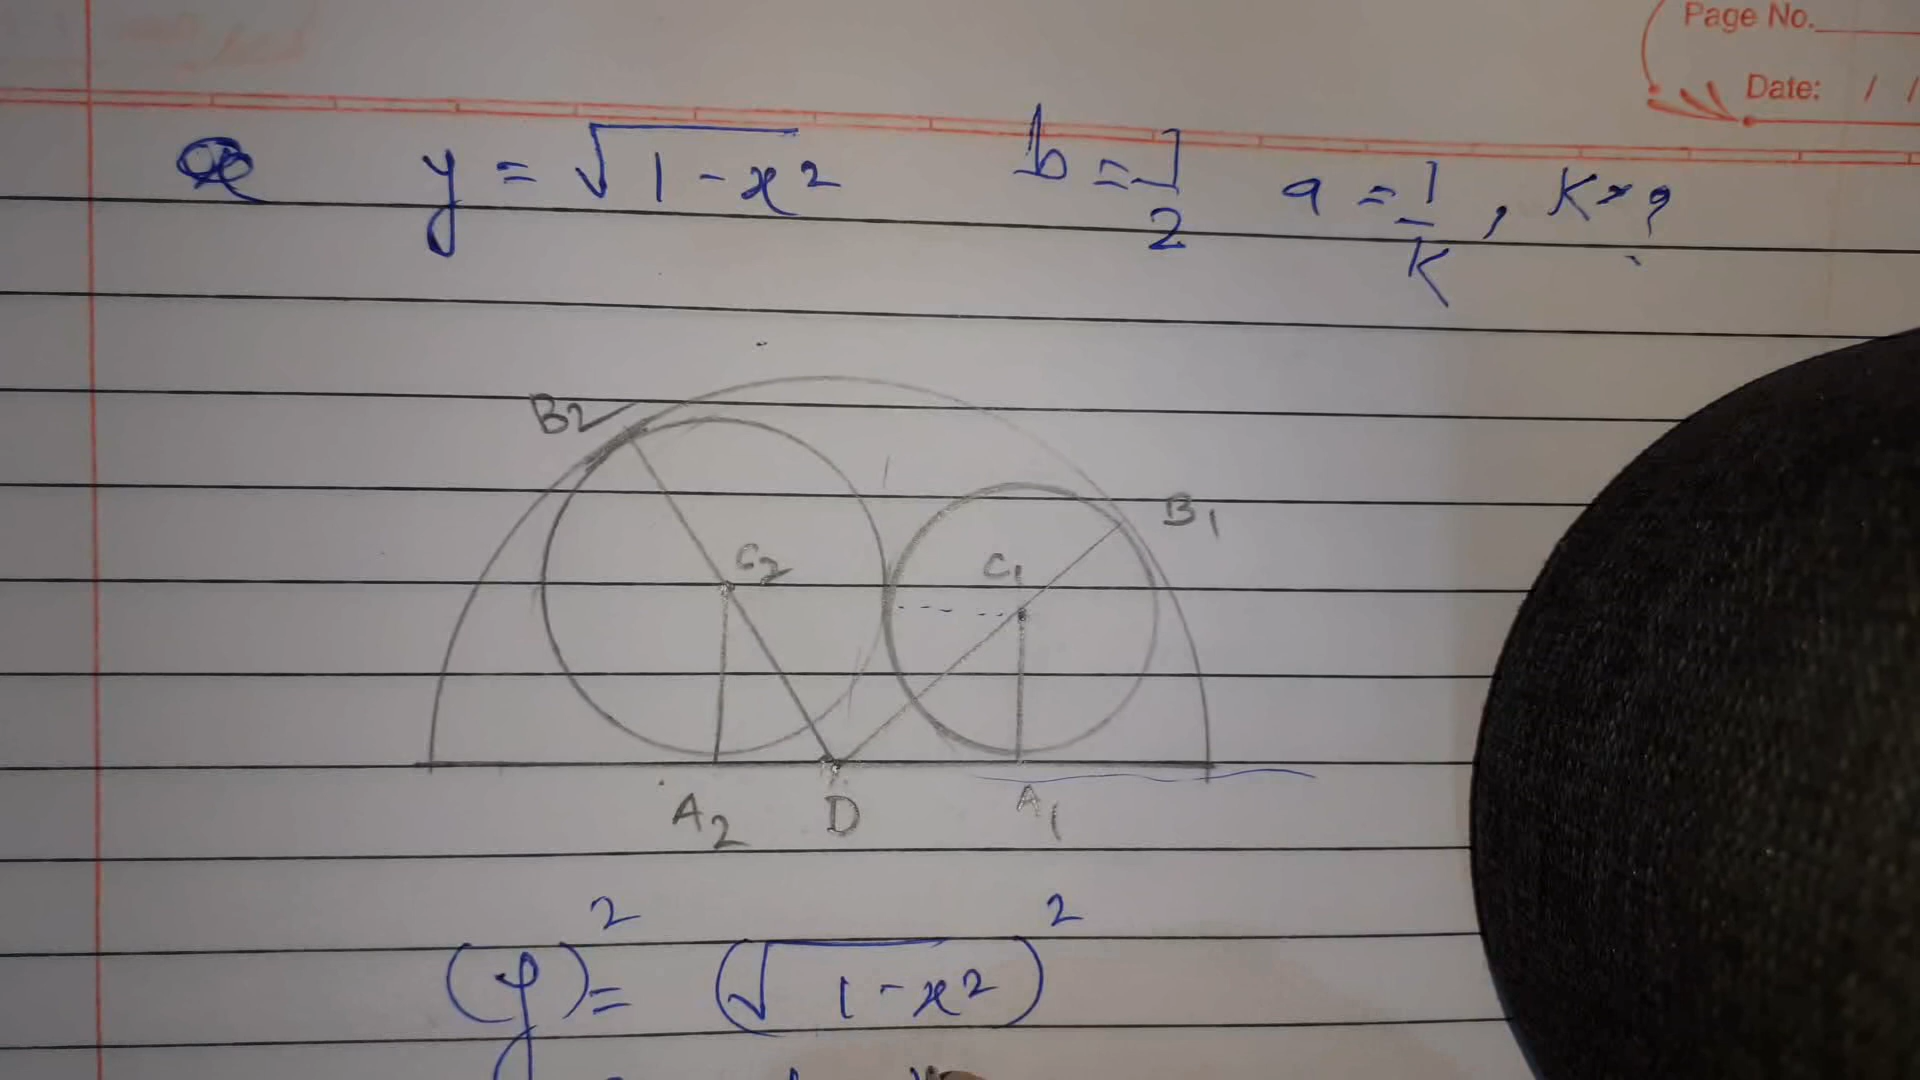 Page No.
Date: / /
y = √1-x² b = 1/2 a = 1/K , K = ?
B2
B1
C2 C1
A2 D A1
(y)² = (√1-x²)²